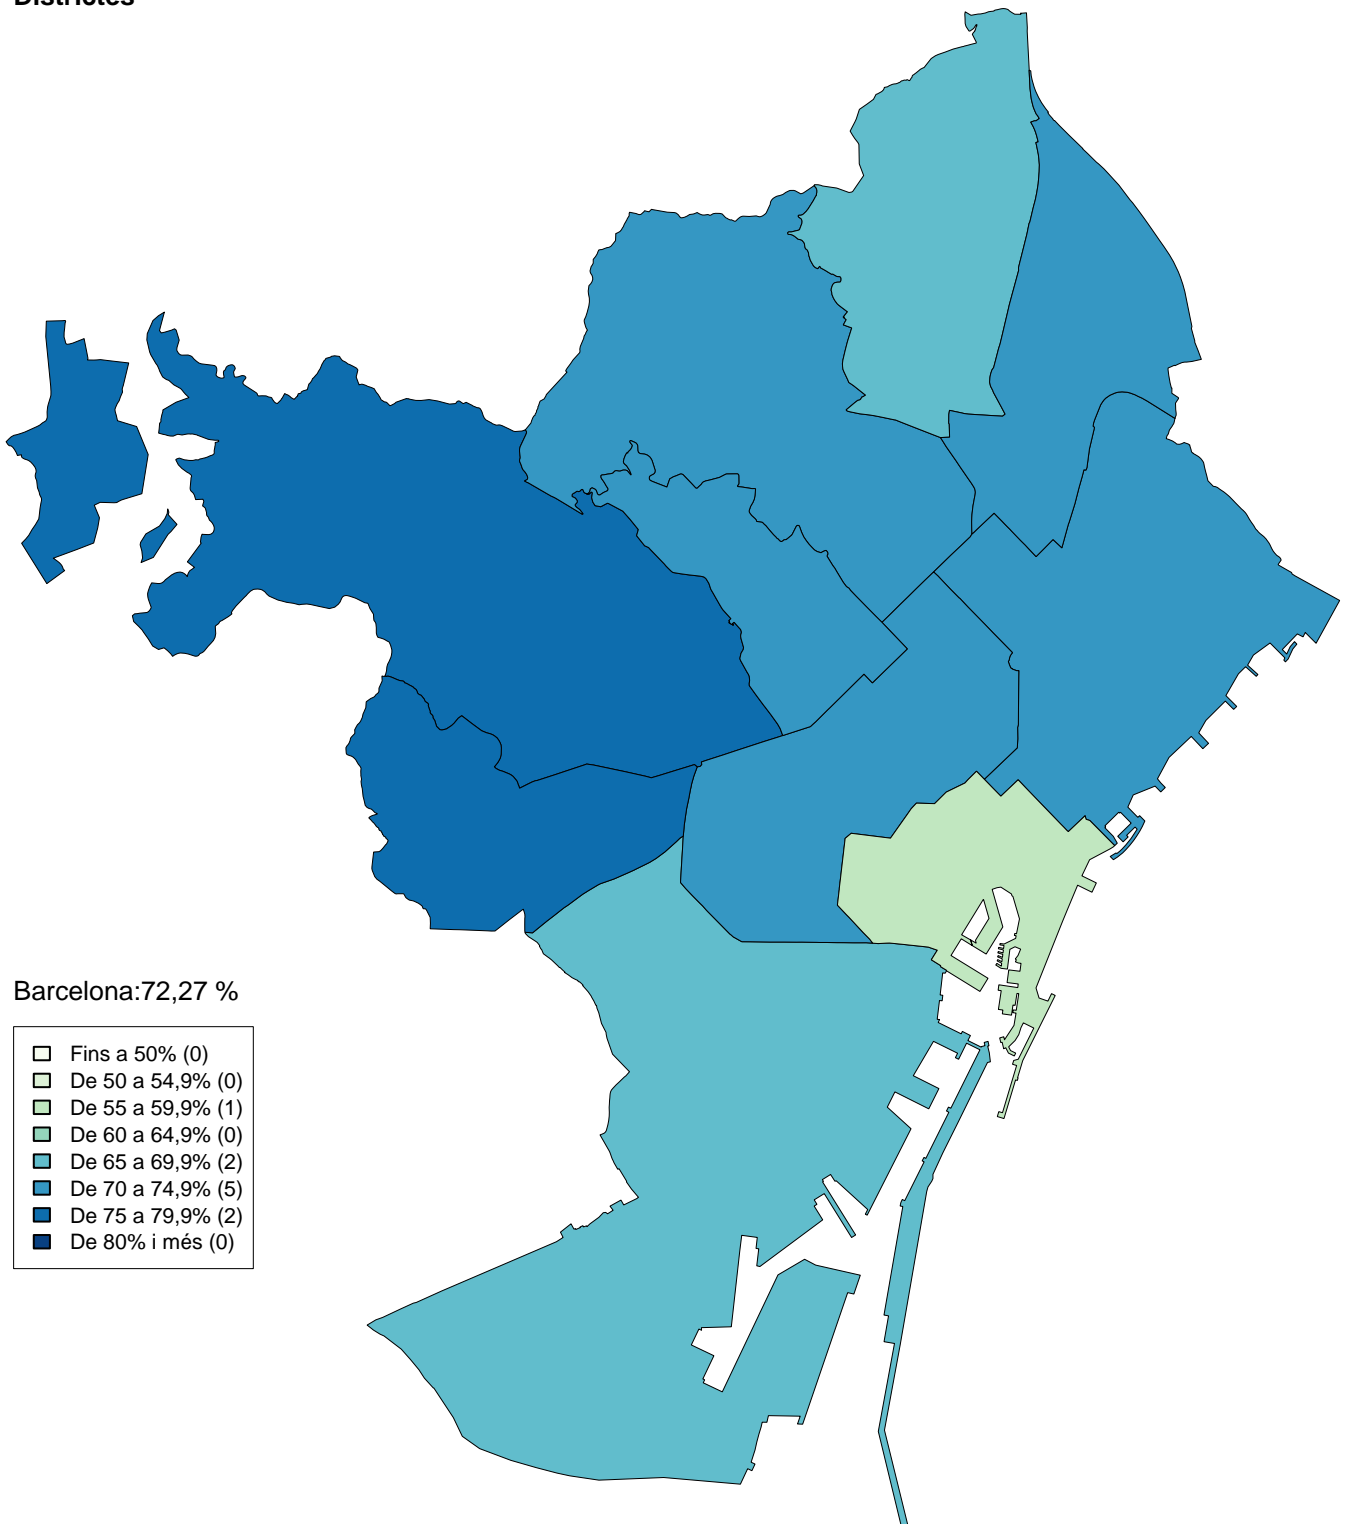 Districtes
Barcelona:72,27 %
Fins a 50% (0)
De 50 a 54,9% (0)
De 55 a 59,9% (1)
De 60 a 64,9% (0)
De 65 a 69,9% (2)
De 70 a 74,9% (5)
De 75 a 79,9% (2)
De 80% i més (0)